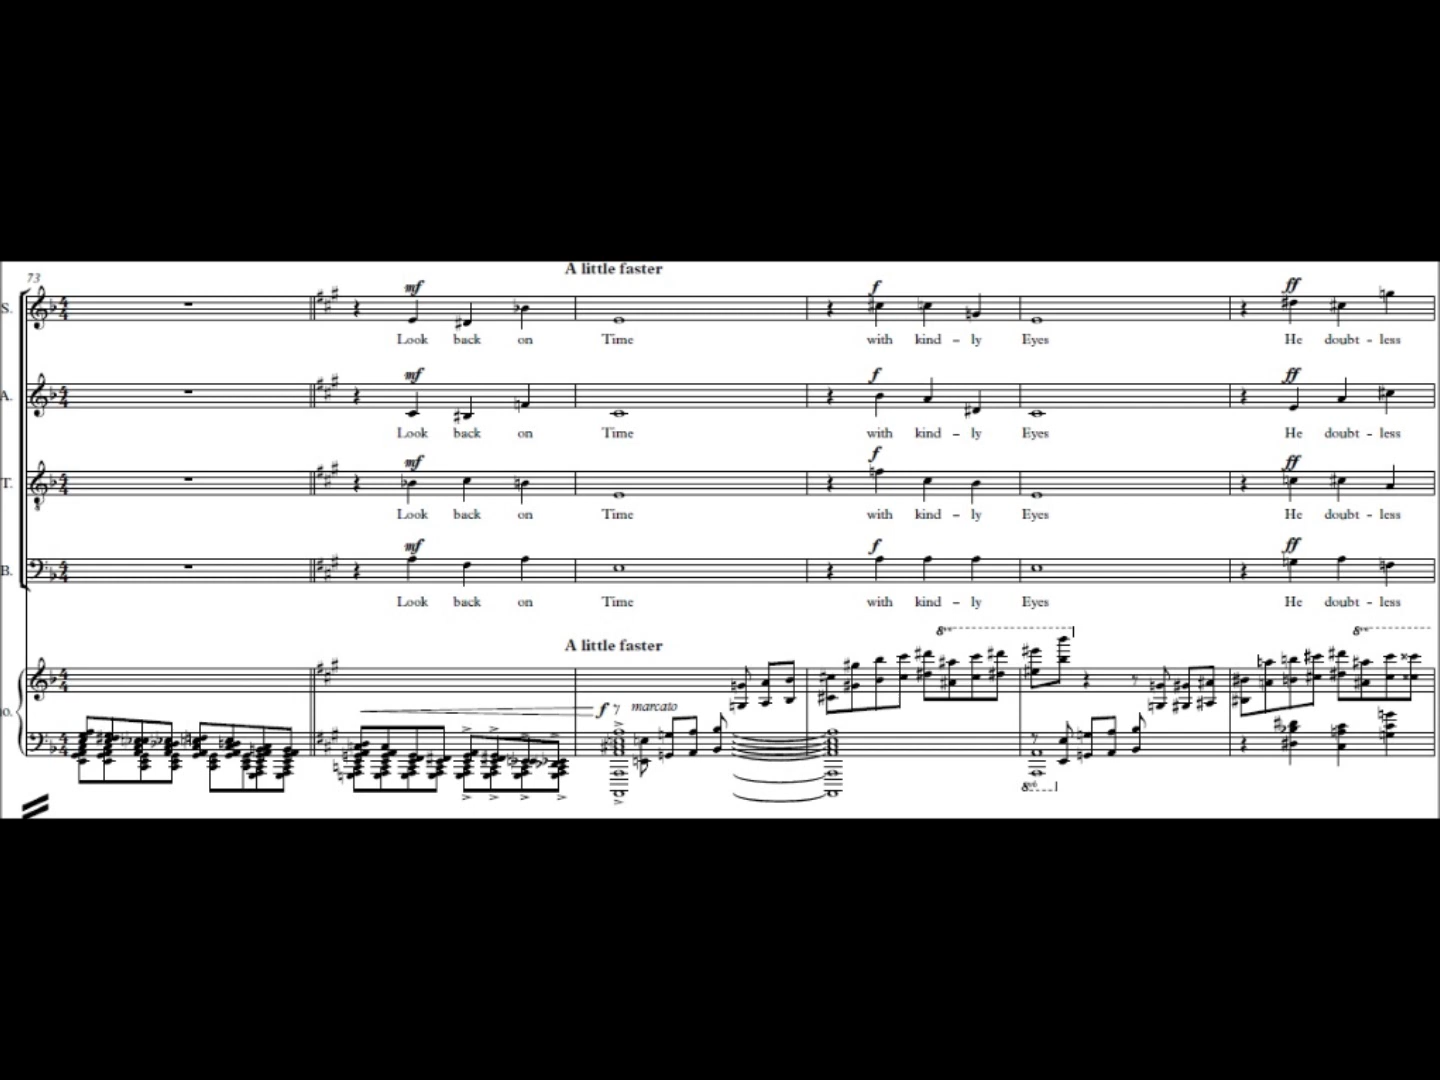 A little faster
73
mf f ff
S.
Look back on Time with kind - ly Eyes He doubt - less
mf f ff
A.
Look back on Time with kind - ly Eyes He doubt - less
mf f ff
T.
Look back on Time with kind - ly Eyes He doubt - less
mf f ff
B.
Look back on Time with kind - ly Eyes He doubt - less
8va 8va
A little faster
f marcato
o.
8vb